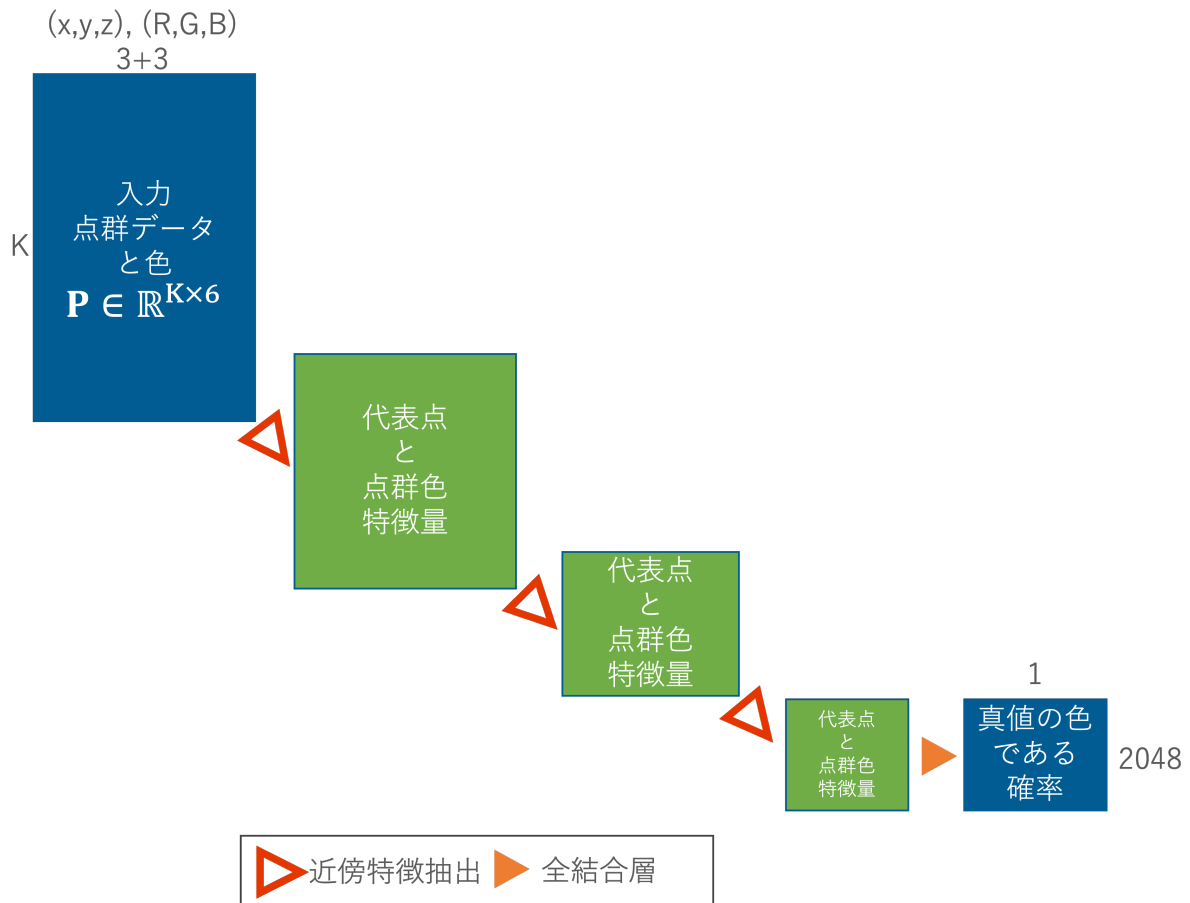 (x,y,z), (R,G,B)
3+3
K
入力
点群データ
と色
P ∈ ℝ^{K×6}
代表点
と
点群色
特徴量
代表点
と
点群色
特徴量
代表点
と
点群色
特徴量
1
真値の色
である
確率
2048
近傍特徴抽出 全結合層